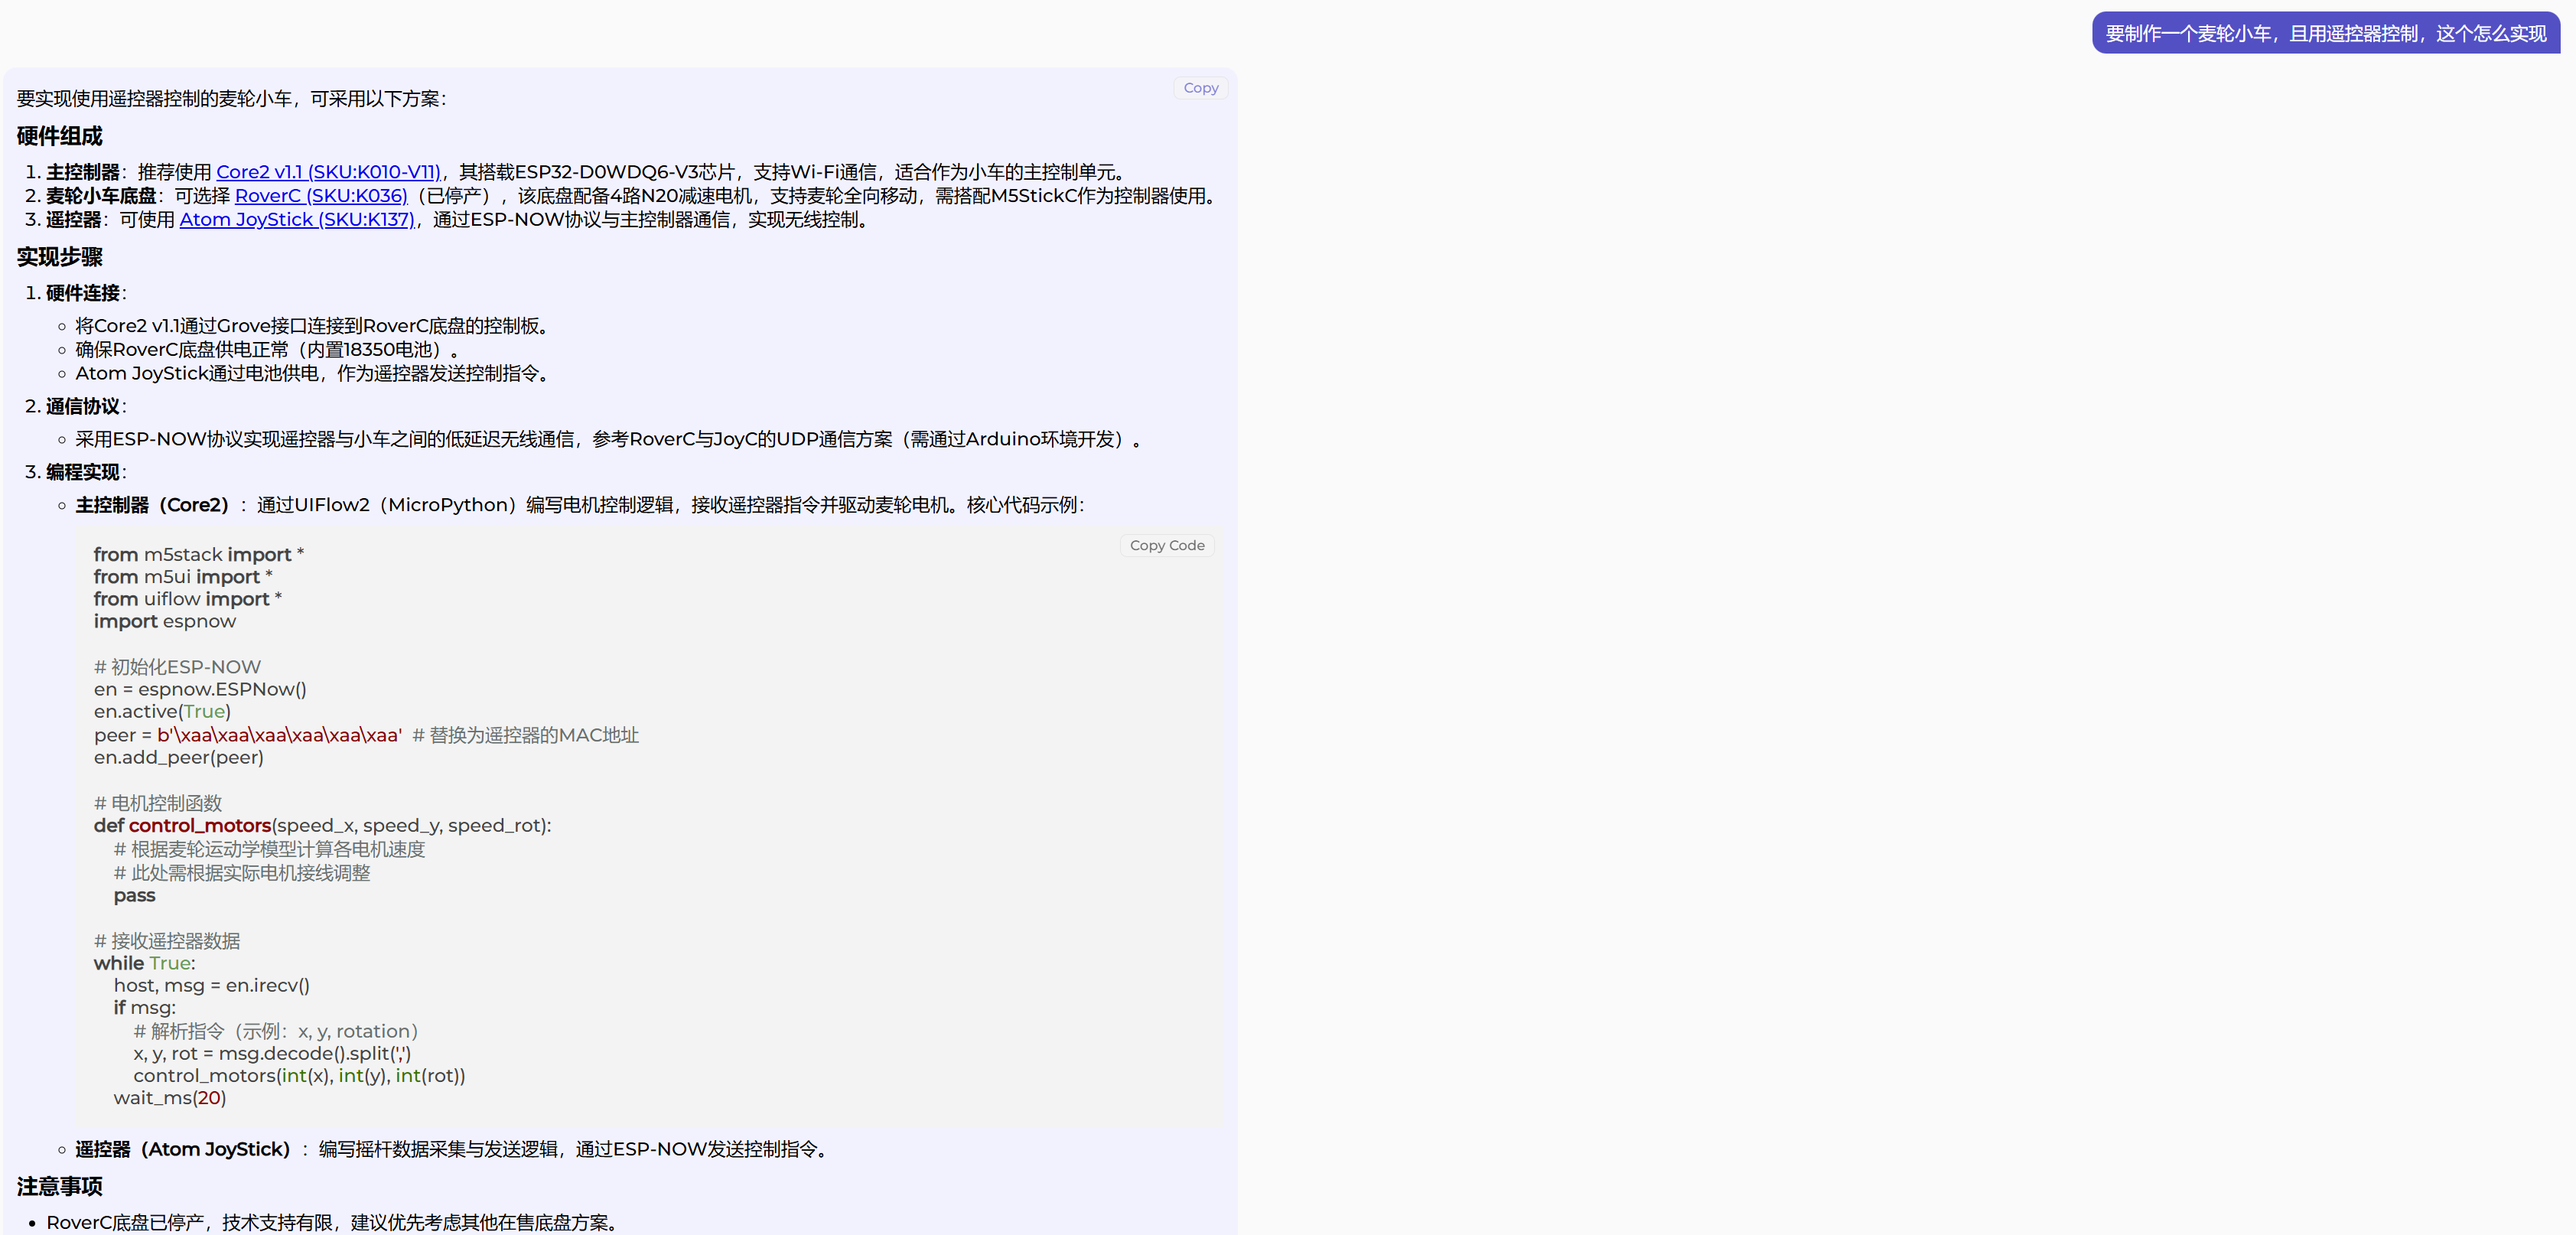 要制作一个麦轮小车，且用遥控器控制，这个怎么实现
Copy
要实现使用遥控器控制的麦轮小车，可采用以下方案：
硬件组成
1. 主控制器：推荐使用 Core2 v1.1 (SKU:K010-V11)，其搭载ESP32-D0WDQ6-V3芯片，支持Wi-Fi通信，适合作为小车的主控制单元。
2. 麦轮小车底盘：可选择 RoverC (SKU:K036)（已停产），该底盘配备4路N20减速电机，支持麦轮全向移动，需搭配M5StickC作为控制器使用。
3. 遥控器：可使用 Atom JoyStick (SKU:K137)，通过ESP-NOW协议与主控制器通信，实现无线控制。
实现步骤
1. 硬件连接：
将Core2 v1.1通过Grove接口连接到RoverC底盘的控制板。
确保RoverC底盘供电正常（内置18350电池）。
Atom JoyStick通过电池供电，作为遥控器发送控制指令。
2. 通信协议：
采用ESP-NOW协议实现遥控器与小车之间的低延迟无线通信，参考RoverC与JoyC的UDP通信方案（需通过Arduino环境开发）。
3. 编程实现：
主控制器（Core2）：通过UIFlow2（MicroPython）编写电机控制逻辑，接收遥控器指令并驱动麦轮电机。核心代码示例：
Copy Code
from m5stack import *
from m5ui import *
from uiflow import *
import espnow
# 初始化ESP-NOW
en = espnow.ESPNow()
en.active(True)
peer = b'\xaa\xaa\xaa\xaa\xaa\xaa'  # 替换为遥控器的MAC地址
en.add_peer(peer)
# 电机控制函数
def control_motors(speed_x, speed_y, speed_rot):
    # 根据麦轮运动学模型计算各电机速度
    # 此处需根据实际电机接线调整
    pass
# 接收遥控器数据
while True:
    host, msg = en.irecv()
    if msg:
        # 解析指令（示例：x, y, rotation）
        x, y, rot = msg.decode().split(',')
        control_motors(int(x), int(y), int(rot))
    wait_ms(20)
遥控器（Atom JoyStick）：编写摇杆数据采集与发送逻辑，通过ESP-NOW发送控制指令。
注意事项
RoverC底盘已停产，技术支持有限，建议优先考虑其他在售底盘方案。